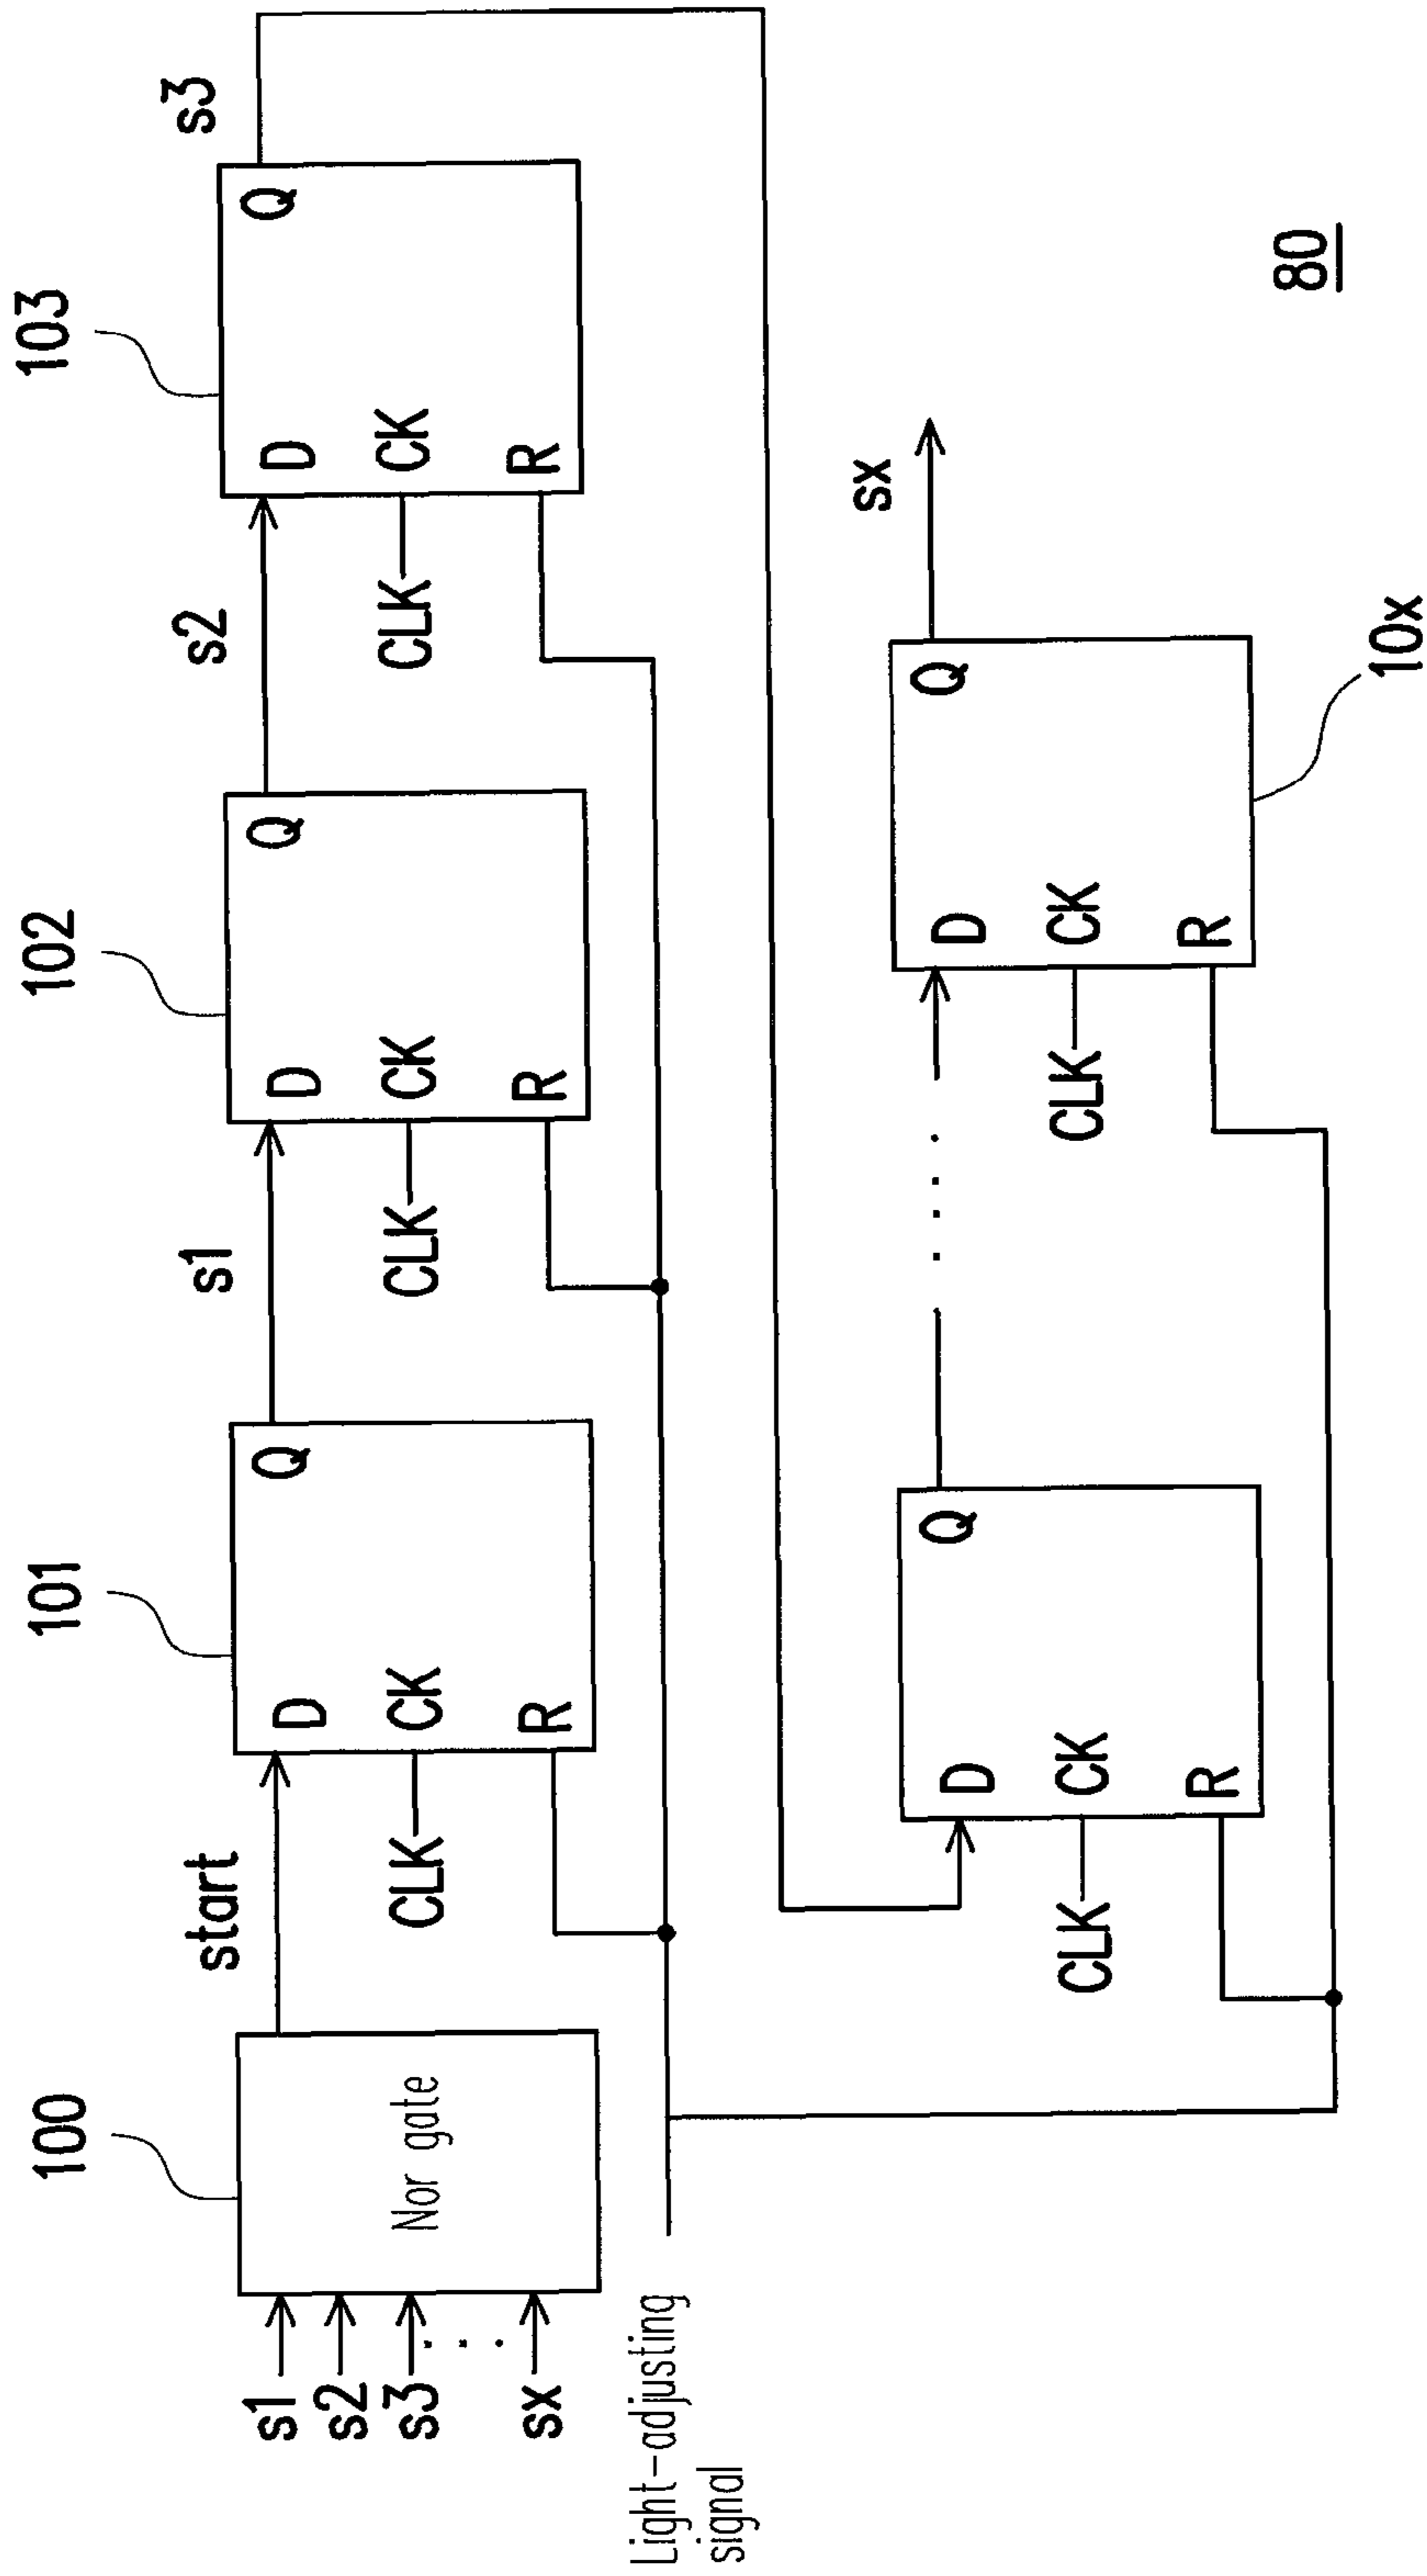 100
101
102
103
s1
s2
s3
sx
Nor gate
start
D
CK
R
Q
CLK
s1
D
CK
R
Q
CLK
s2
D
CK
R
Q
CLK
s3
Light-adjusting
signal
D
CK
R
Q
CLK
D
CK
R
Q
CLK
sx
10x
80